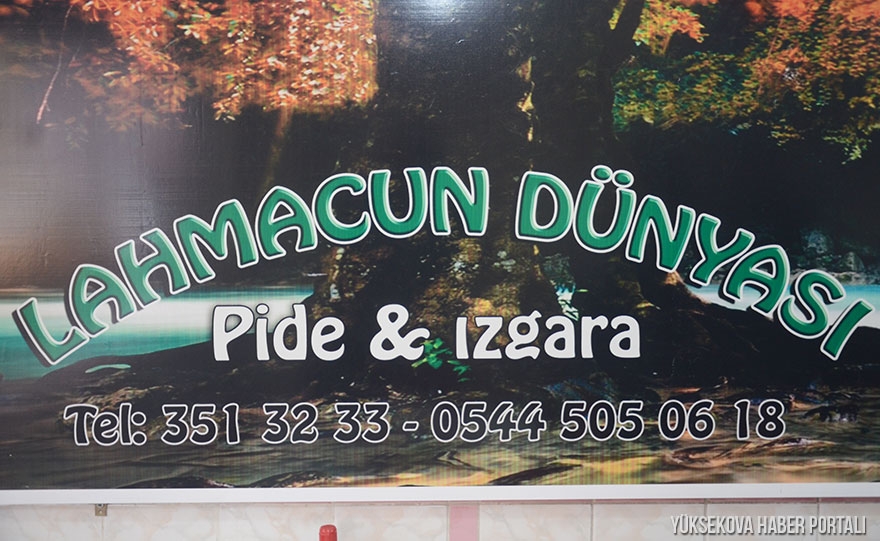 LAHMACUN DÜNYASI
Pide & ızgara
Tel: 351 32 33 - 0544 505 06 18
YÜKSEKOVA HABER PORTALI